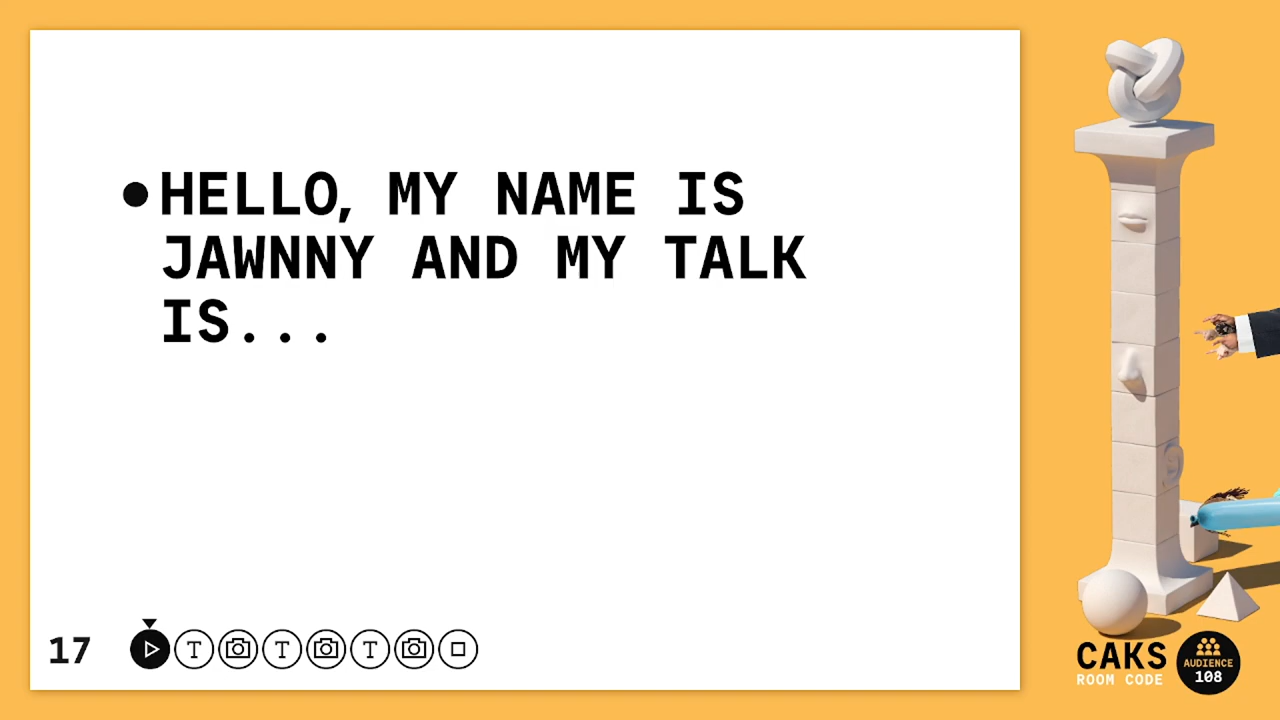 HELLO, MY NAME IS
JAWNNY AND MY TALK
IS...
17
T
T
T
CAKS
ROOM CODE
AUDIENCE
108